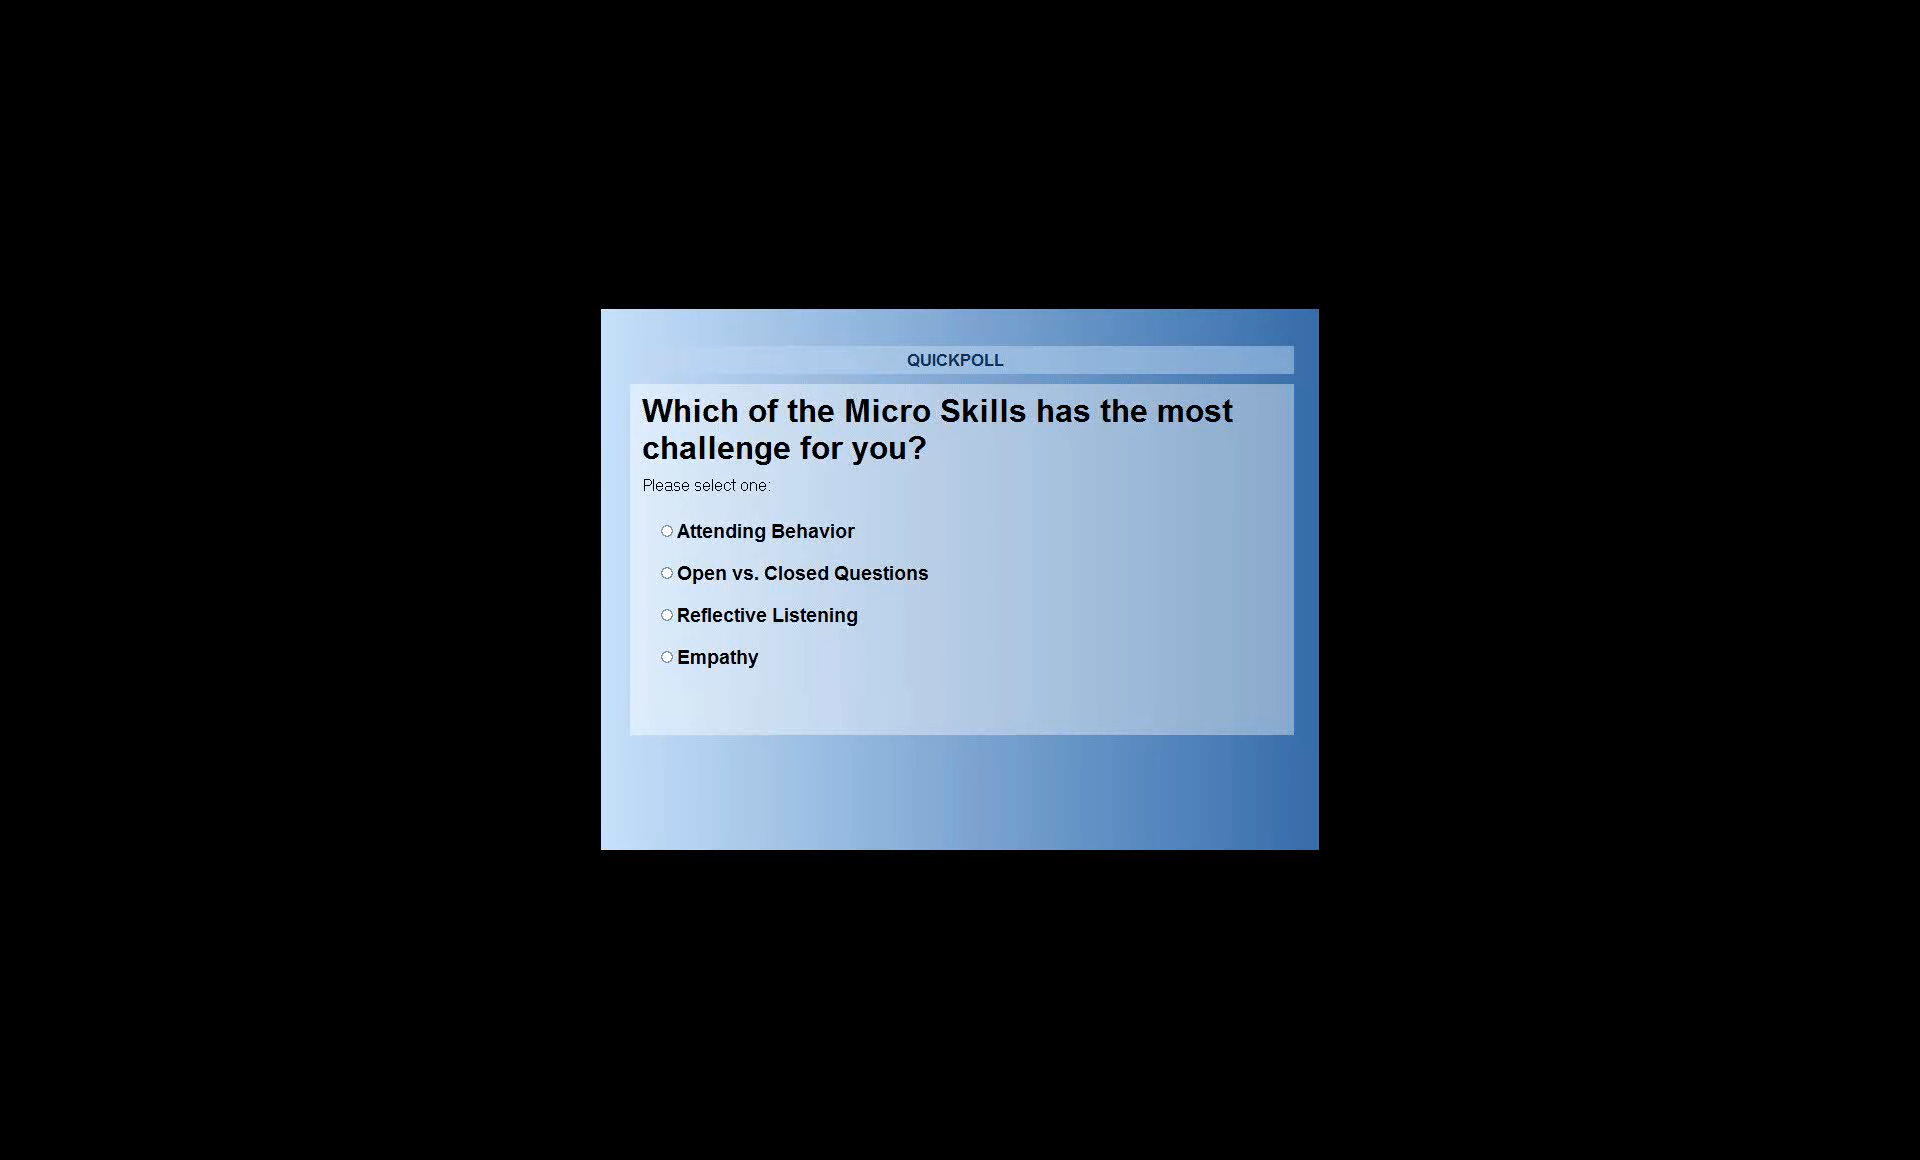 QUICKPOLL
Which of the Micro Skills has the most
challenge for you?
Please select one:
Attending Behavior
Open vs. Closed Questions
Reflective Listening
Empathy